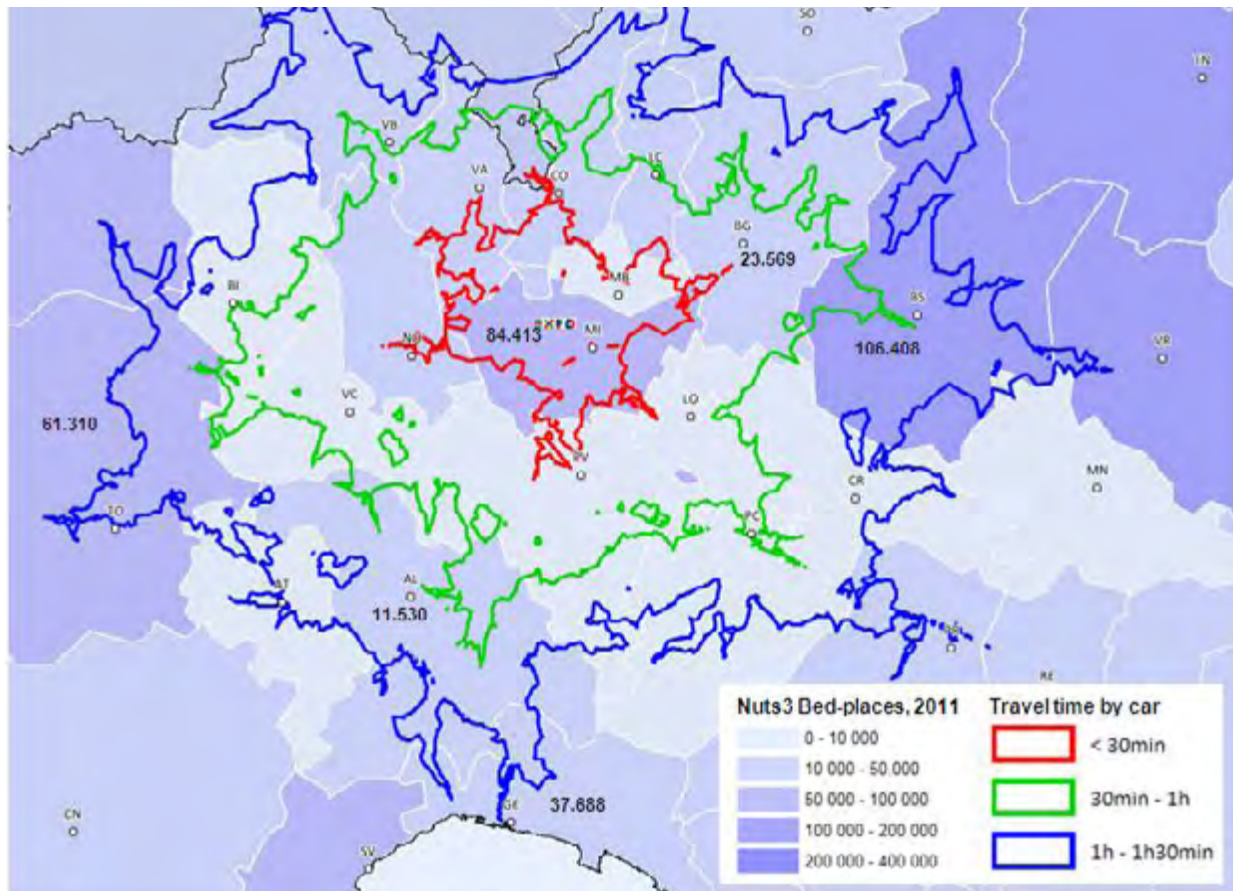 SO
TN
VB
VA
CO
LC
BG
23.569
BI
MB
EXPO
MI
84.413
NO
BS
106.408
VR
VC
LO
61.310
PV
MN
CR
TO
PC
AT
AL
11.530
RE
37.688
GE
CN
SV
Nuts3 Bed-places, 2011
0 - 10 000
10 000 - 50 000
50 000 - 100 000
100 000 - 200 000
200 000 - 400 000
Travel time by car
< 30min
30min - 1h
1h - 1h30min